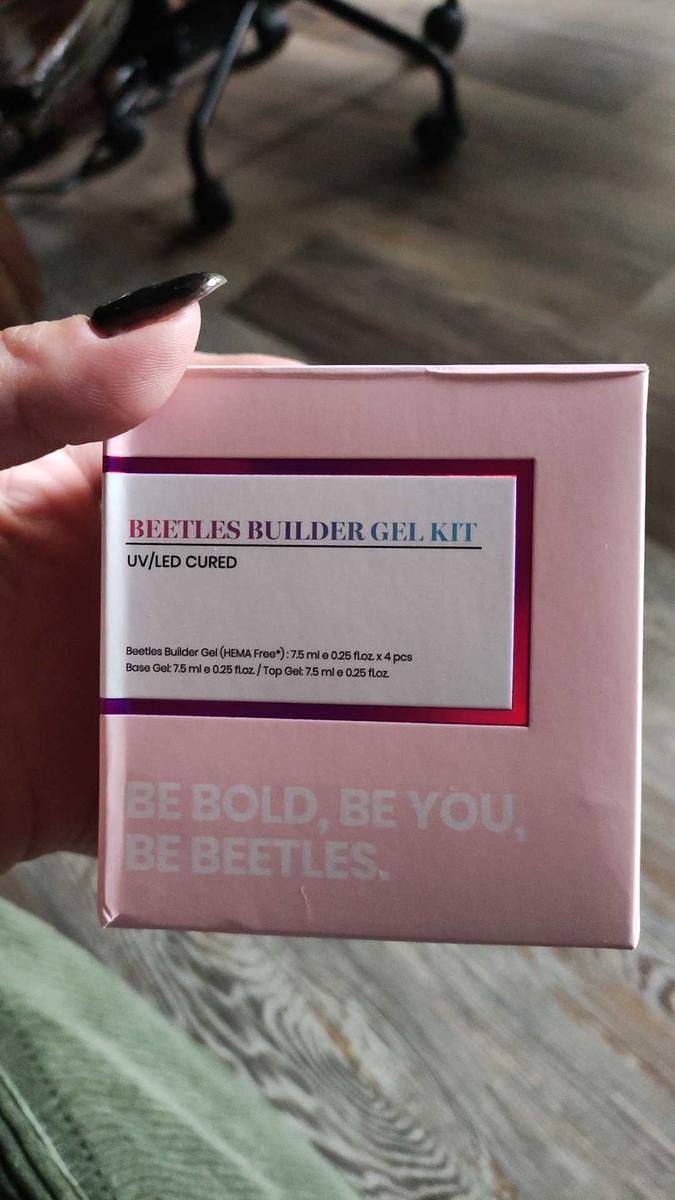 BEETLES BUILDER GEL KIT
UV/LED CURED
Beetles Builder Gel (HEMA Free*) : 7.5 ml e 0.25 fl.oz. x 4 pcs
Base Gel: 7.5 ml e 0.25 fl.oz. / Top Gel: 7.5 ml e 0.25 fl.oz.
BE BOLD, BE YOU,
BE BEETLES.